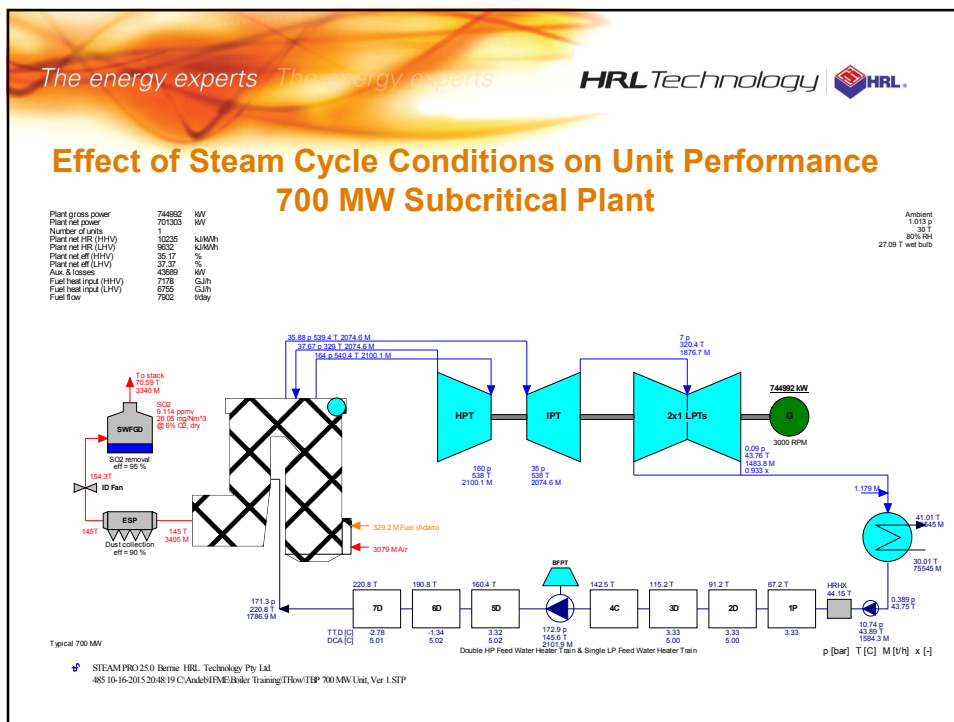 The energy experts The energy experts
HRL Technology HRL®
Effect of Steam Cycle Conditions on Unit Performance
700 MW Subcritical Plant
Plant gross power 744992 kW
Plant net power 701303 kW
Number of units 1
Plant net HR (HHV) 10235 kJ/kWh
Plant net HR (LHV) 9632 kJ/kWh
Plant net eff (HHV) 35.17 %
Plant net eff (LHV) 37.37 %
Aux. & losses 43689 kW
Fuel heat input (HHV) 7178 GJ/h
Fuel heat input (LHV) 6755 GJ/h
Fuel flow 7902 t/day
Ambient
1.013 p
30 T
80% RH
27.09 T wet bulb
35.88 p 539.4 T 2074.6 M
37.67 p 329 T 2074.6 M
164 p 540.4 T 2100.1 M
7 p
320.4 T
1876.7 M
To stack
70.59 T
3340 M
SO2
9.114 ppmv
26.05 mg/Nm^3
@ 6% O2, dry
SWFGD
SO2 removal
eff = 95 %
154.3T
ID Fan
145T
ESP
Dust collection
eff = 90 %
145 T
3405 M
HPT
IPT
2x1 LPTs
744992 kW
G
3000 RPM
160 p
538 T
2100.1 M
35 p
538 T
2074.6 M
0.09 p
43.76 T
1483.8 M
0.933 x
1.179 M
41.01 T
75545 M
30.01 T
75545 M
329.2 M Fuel (Adaro)
3079 M Air
171.3 p
220.8 T
1786.9 M
220.8 T
7D
190.8 T
6D
160.4 T
5D
BFPT
172.9 p
145.6 T
2101.9 M
142.5 T
4C
115.2 T
3D
91.2 T
2D
67.2 T
1P
HRHX
44.15 T
0.389 p
43.75 T
10.74 p
43.89 T
1584.3 M
TTD [C] -2.78 -1.34 3.32 3.33 3.33 3.33
DCA [C] 5.01 5.02 5.02 5.00 5.00
Typical 700 MW
Double HP Feed Water Heater Train & Single LP Feed Water Heater Train
p [bar] T [C] M [t/h] x [-]
STEAM PRO 25.0 Bernie HRL Technology Pty Ltd.
485 10-16-2015 20:48:19 C:\Andeb\IFME\Boiler Training\TFlow\TBP 700 MW Unit, Ver 1.STP